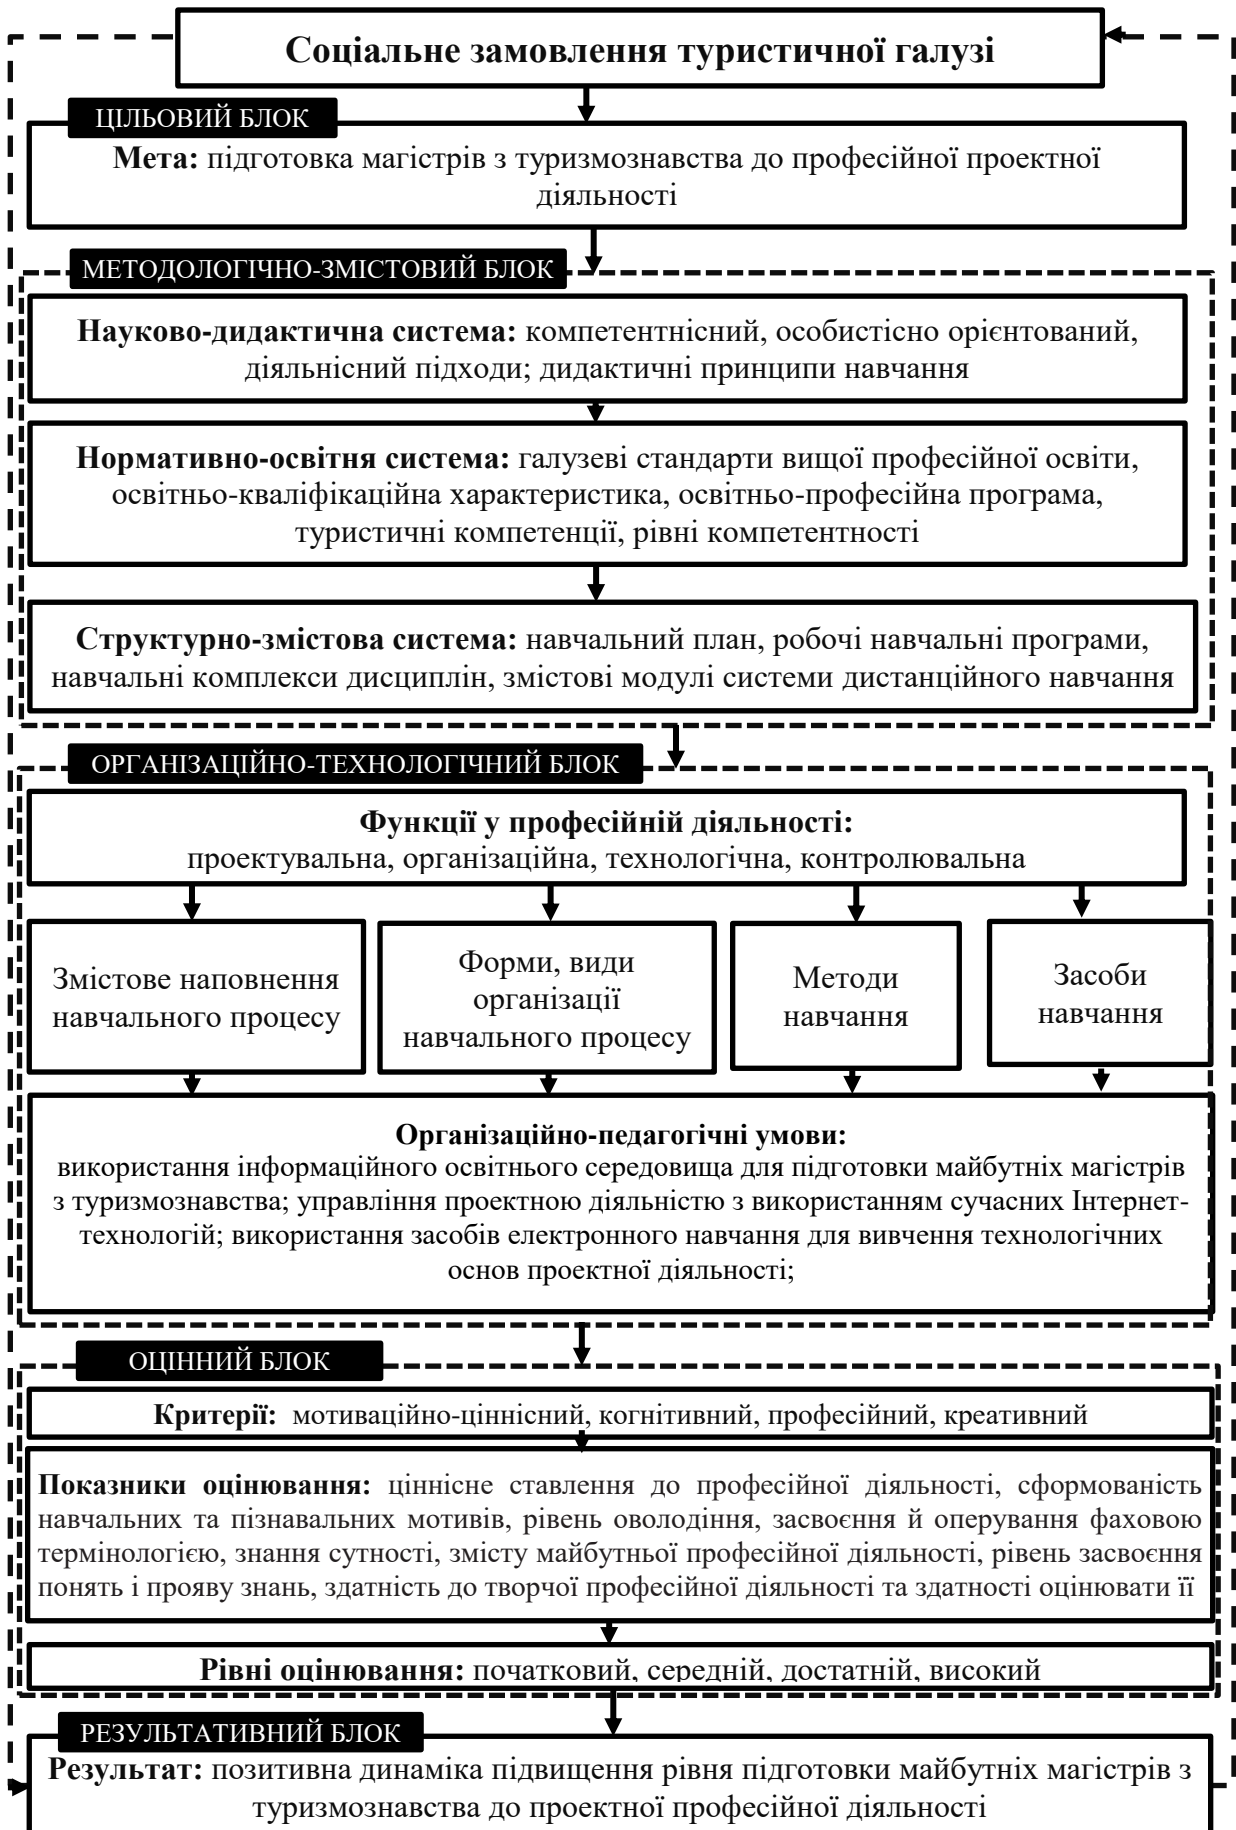 Соціальне замовлення туристичної галузі
ЦІЛЬОВИЙ БЛОК
Мета: підготовка магістрів з туризмознавства до професійної проектної
діяльності
МЕТОДОЛОГІЧНО-ЗМІСТОВИЙ БЛОК
Науково-дидактична система: компетентнісний, особистісно орієнтований,
діяльнісний підходи; дидактичні принципи навчання
Нормативно-освітня система: галузеві стандарти вищої професійної освіти,
освітньо-кваліфікаційна характеристика, освітньо-професійна програма,
туристичні компетенції, рівні компетентності
Структурно-змістова система: навчальний план, робочі навчальні програми,
навчальні комплекси дисциплін, змістові модулі системи дистанційного навчання
ОРГАНІЗАЦІЙНО-ТЕХНОЛОГІЧНИЙ БЛОК
Функції у професійній діяльності:
проектувальна, організаційна, технологічна, контролювальна
Змістове наповнення
навчального процесу
Форми, види
організації
навчального процесу
Методи
навчання
Засоби
навчання
Організаційно-педагогічні умови:
використання інформаційного освітнього середовища для підготовки майбутніх магістрів
з туризмознавства; управління проектною діяльністю з використанням сучасних Інтернет-
технологій; використання засобів електронного навчання для вивчення технологічних
основ проектної діяльності;
ОЦІННИЙ БЛОК
Критерії: мотиваційно-ціннісний, когнітивний, професійний, креативний
Показники оцінювання: ціннісне ставлення до професійної діяльності, сформованість
навчальних та пізнавальних мотивів, рівень оволодіння, засвоєння й оперування фаховою
термінологією, знання сутності, змісту майбутньої професійної діяльності, рівень засвоєння
понять і прояву знань, здатність до творчої професійної діяльності та здатності оцінювати її
Рівні оцінювання: початковий, середній, достатній, високий
РЕЗУЛЬТАТИВНИЙ БЛОК
Результат: позитивна динаміка підвищення рівня підготовки майбутніх магістрів з
туризмознавства до проектної професійної діяльності